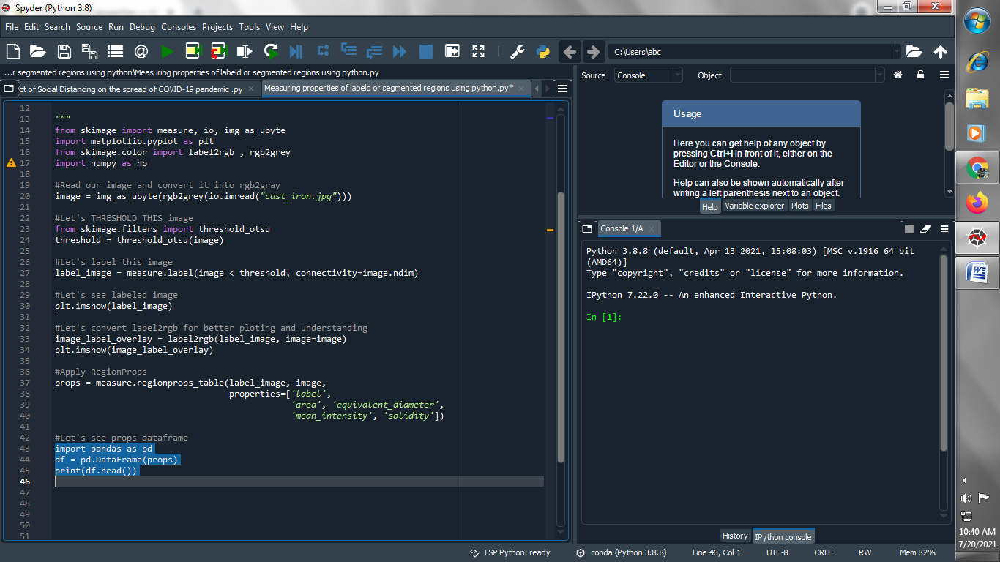 Spyder (Python 3.8)
File Edit Search Source Run Debug Consoles Projects Tools View Help
C:\Users\abc
...r segmented regions using python\Measuring properties of labeld or segmented regions using python.py
ct of Social Distancing on the spread of COVID-19 pandemic .py
Measuring properties of labeld or segmented regions using python.py*
12
13 """
14 from skimage import measure, io, img_as_ubyte
15 import matplotlib.pyplot as plt
16 from skimage.color import label2rgb , rgb2grey
17 import numpy as np
18
19 #Read our image and convert it into rgb2gray
20 image = img_as_ubyte(rgb2grey(io.imread("cast_iron.jpg")))
21
22 #Let's THRESHOLD THIS image
23 from skimage.filters import threshold_otsu
24 threshold = threshold_otsu(image)
25
26 #Let's label this image
27 label_image = measure.label(image < threshold, connectivity=image.ndim)
28
29 #Let's see labeled image
30 plt.imshow(label_image)
31
32 #Let's convert label2rgb for better ploting and understanding
33 image_label_overlay = label2rgb(label_image, image=image)
34 plt.imshow(image_label_overlay)
35
36 #Apply RegionProps
37 props = measure.regionprops_table(label_image, image,
38 properties=['label',
39 'area', 'equivalent_diameter',
40 'mean_intensity', 'solidity'])
41
42 #Let's see props dataframe
43 import pandas as pd
44 df = pd.DataFrame(props)
45 print(df.head())
46
47
48
49
50
51
Source Console Object
Usage
Here you can get help of any object by
pressing Ctrl+I in front of it, either on the
Editor or the Console.
Help can also be shown automatically after
writing a left parenthesis next to an object.
Help Variable explorer Plots Files
Console 1/A
Python 3.8.8 (default, Apr 13 2021, 15:08:03) [MSC v.1916 64 bit
(AMD64)]
Type "copyright", "credits" or "license" for more information.
IPython 7.22.0 -- An enhanced Interactive Python.
In [1]:
History IPython console
LSP Python: ready conda (Python 3.8.8) Line 46, Col 1 UTF-8 CRLF RW Mem 82%
10:40 AM
7/20/2021